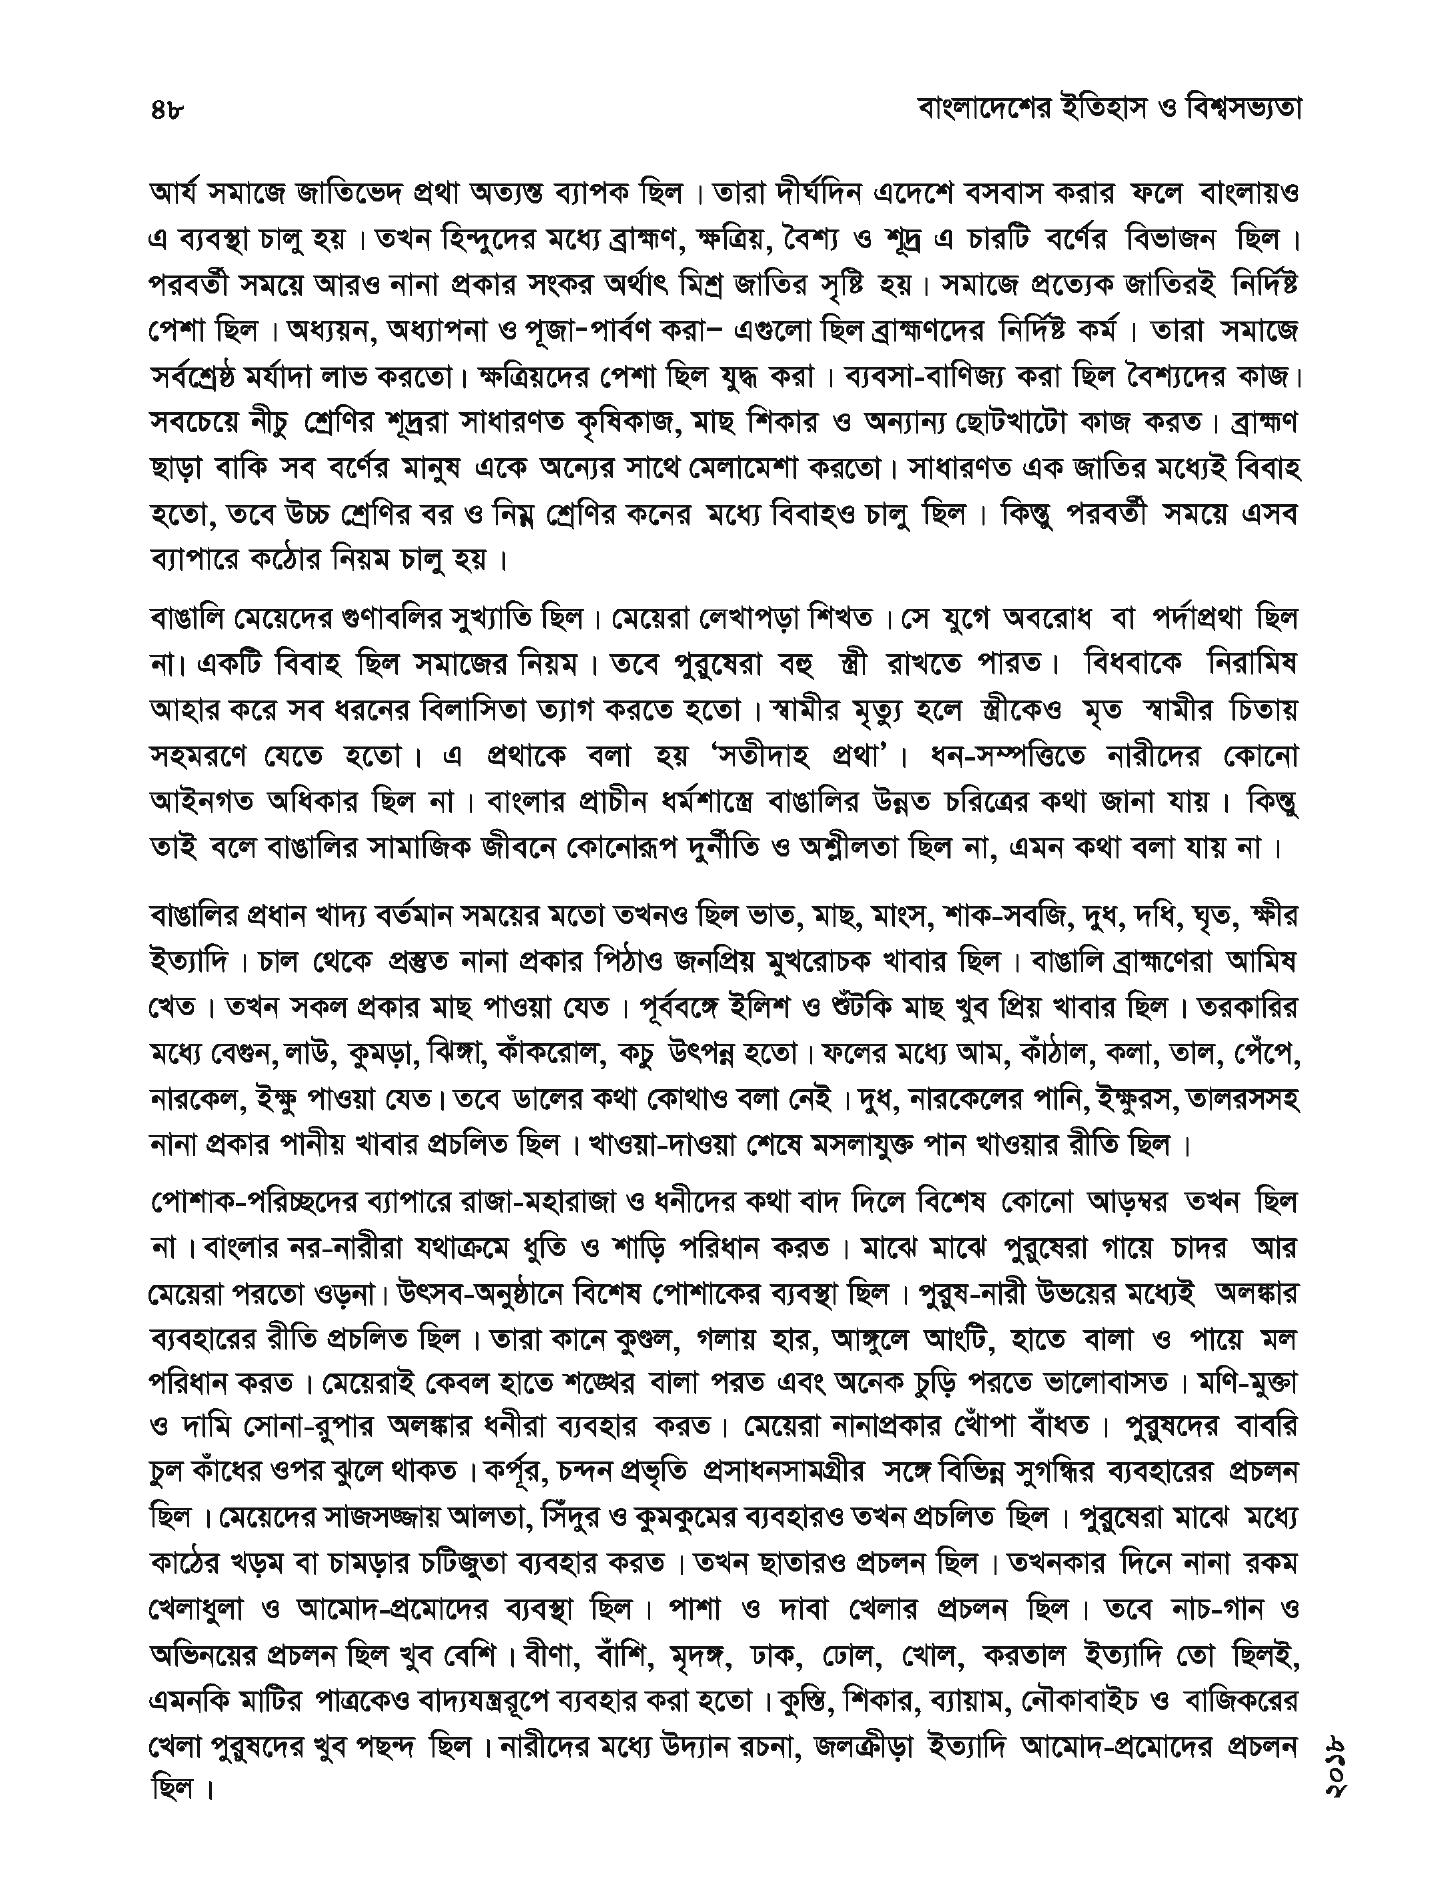 ৪৮
বাংলাদেশের ইতিহাস ও বিশ্বসভ্যতা
আর্য সমাজে জাতিভেদ প্রথা অত্যন্ত ব্যাপক ছিল। তারা দীর্ঘদিন এদেশে বসবাস করার ফলে বাংলায়ও
এ ব্যবস্থা চালু হয়। তখন হিন্দুদের মধ্যে ব্রাহ্মণ, ক্ষত্রিয়, বৈশ্য ও শূদ্র এ চারটি বর্ণের বিভাজন ছিল।
পরবর্তী সময়ে আরও নানা প্রকার সংকর অর্থাৎ মিশ্র জাতির সৃষ্টি হয়। সমাজে প্রত্যেক জাতিরই নির্দিষ্ট
পেশা ছিল। অধ্যয়ন, অধ্যাপনা ও পূজা-পার্বণ করা– এগুলো ছিল ব্রাহ্মণদের নির্দিষ্ট কর্ম। তারা সমাজে
সর্বশ্রেষ্ঠ মর্যাদা লাভ করতো। ক্ষত্রিয়দের পেশা ছিল যুদ্ধ করা। ব্যবসা-বাণিজ্য করা ছিল বৈশ্যদের কাজ।
সবচেয়ে নীচু শ্রেণির শূদ্ররা সাধারণত কৃষিকাজ, মাছ শিকার ও অন্যান্য ছোটখাটো কাজ করত। ব্রাহ্মণ
ছাড়া বাকি সব বর্ণের মানুষ একে অন্যের সাথে মেলামেশা করতো। সাধারণত এক জাতির মধ্যেই বিবাহ
হতো, তবে উচ্চ শ্রেণির বর ও নিম্ন শ্রেণির কনের মধ্যে বিবাহও চালু ছিল। কিন্তু পরবর্তী সময়ে এসব
ব্যাপারে কঠোর নিয়ম চালু হয়।
বাঙালি মেয়েদের গুণাবলির সুখ্যাতি ছিল। মেয়েরা লেখাপড়া শিখত। সে যুগে অবরোধ বা পর্দাপ্রথা ছিল
না। একটি বিবাহ ছিল সমাজের নিয়ম। তবে পুরুষেরা বহু স্ত্রী রাখতে পারত। বিধবাকে নিরামিষ
আহার করে সব ধরনের বিলাসিতা ত্যাগ করতে হতো। স্বামীর মৃত্যু হলে স্ত্রীকেও মৃত স্বামীর চিতায়
সহমরণে যেতে হতো। এ প্রথাকে বলা হয় ‘সতীদাহ প্রথা’। ধন-সম্পত্তিতে নারীদের কোনো
আইনগত অধিকার ছিল না। বাংলার প্রাচীন ধর্মশাস্ত্রে বাঙালির উন্নত চরিত্রের কথা জানা যায়। কিন্তু
তাই বলে বাঙালির সামাজিক জীবনে কোনোরূপ দুর্নীতি ও অশ্লীলতা ছিল না, এমন কথা বলা যায় না।
বাঙালির প্রধান খাদ্য বর্তমান সময়ের মতো তখনও ছিল ভাত, মাছ, মাংস, শাক-সবজি, দুধ, দধি, ঘৃত, ক্ষীর
ইত্যাদি। চাল থেকে প্রস্তুত নানা প্রকার পিঠাও জনপ্রিয় মুখরোচক খাবার ছিল। বাঙালি ব্রাহ্মণেরা আমিষ
খেত। তখন সকল প্রকার মাছ পাওয়া যেত। পূর্ববঙ্গে ইলিশ ও শুঁটকি মাছ খুব প্রিয় খাবার ছিল। তরকারির
মধ্যে বেগুন, লাউ, কুমড়া, ঝিঙ্গা, কাঁকরোল, কচু উৎপন্ন হতো। ফলের মধ্যে আম, কাঁঠাল, কলা, তাল, পেঁপে,
নারকেল, ইক্ষু পাওয়া যেত। তবে ডালের কথা কোথাও বলা নেই। দুধ, নারকেলের পানি, ইক্ষুরস, তালরসসহ
নানা প্রকার পানীয় খাবার প্রচলিত ছিল। খাওয়া-দাওয়া শেষে মসলাযুক্ত পান খাওয়ার রীতি ছিল।
পোশাক-পরিচ্ছদের ব্যাপারে রাজা-মহারাজা ও ধনীদের কথা বাদ দিলে বিশেষ কোনো আড়ম্বর তখন ছিল
না। বাংলার নর-নারীরা যথাক্রমে ধুতি ও শাড়ি পরিধান করত। মাঝে মাঝে পুরুষেরা গায়ে চাদর আর
মেয়েরা পরতো ওড়না। উৎসব-অনুষ্ঠানে বিশেষ পোশাকের ব্যবস্থা ছিল। পুরুষ-নারী উভয়ের মধ্যেই অলঙ্কার
ব্যবহারের রীতি প্রচলিত ছিল। তারা কানে কুণ্ডল, গলায় হার, আঙ্গুলে আংটি, হাতে বালা ও পায়ে মল
পরিধান করত। মেয়েরাই কেবল হাতে শঙ্খের বালা পরত এবং অনেক চুড়ি পরতে ভালোবাসত। মণি-মুক্তা
ও দামি সোনা-রুপার অলঙ্কার ধনীরা ব্যবহার করত। মেয়েরা নানাপ্রকার খোঁপা বাঁধত। পুরুষদের বাবরি
চুল কাঁধের ওপর ঝুলে থাকত। কর্পূর, চন্দন প্রভৃতি প্রসাধনসামগ্রীর সঙ্গে বিভিন্ন সুগন্ধির ব্যবহারের প্রচলন
ছিল। মেয়েদের সাজসজ্জায় আলতা, সিঁদুর ও কুমকুমের ব্যবহারও তখন প্রচলিত ছিল। পুরুষেরা মাঝে মধ্যে
কাঠের খড়ম বা চামড়ার চটিজুতা ব্যবহার করত। তখন ছাতারও প্রচলন ছিল। তখনকার দিনে নানা রকম
খেলাধুলা ও আমোদ-প্রমোদের ব্যবস্থা ছিল। পাশা ও দাবা খেলার প্রচলন ছিল। তবে নাচ-গান ও
অভিনয়ের প্রচলন ছিল খুব বেশি। বীণা, বাঁশি, মৃদঙ্গ, ঢাক, ঢোল, খোল, করতাল ইত্যাদি তো ছিলই,
এমনকি মাটির পাত্রকেও বাদ্যযন্ত্ররূপে ব্যবহার করা হতো। কুস্তি, শিকার, ব্যায়াম, নৌকাবাইচ ও বাজিকরের
খেলা পুরুষদের খুব পছন্দ ছিল। নারীদের মধ্যে উদ্যান রচনা, জলক্রীড়া ইত্যাদি আমোদ-প্রমোদের প্রচলন
ছিল।
২০১৮